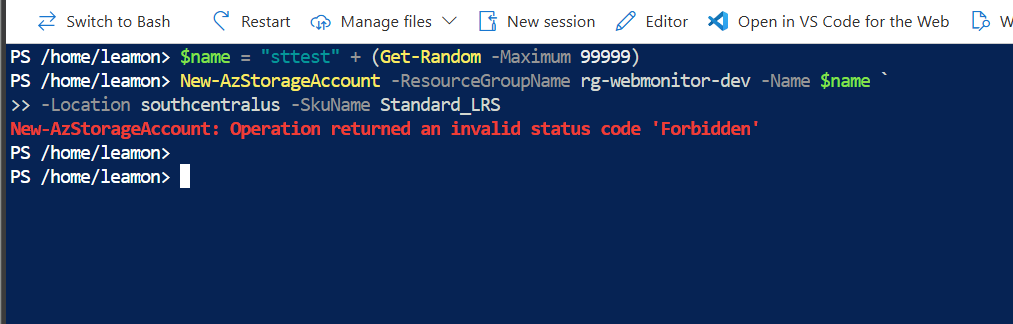 Switch to Bash Restart Manage files New session Editor Open in VS Code for the Web W
PS /home/leamon> $name = "sttest" + (Get-Random -Maximum 99999)
PS /home/leamon> New-AzStorageAccount -ResourceGroupName rg-webmonitor-dev -Name $name `
>> -Location southcentralus -SkuName Standard_LRS
New-AzStorageAccount: Operation returned an invalid status code 'Forbidden'
PS /home/leamon>
PS /home/leamon>